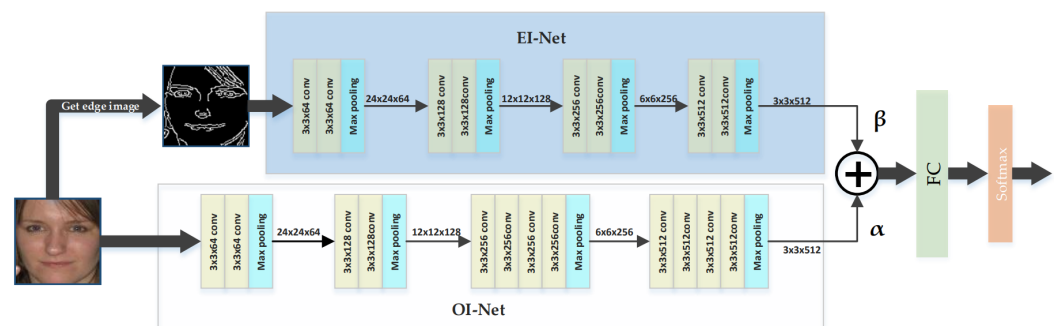 EI-Net
Get edge image
3x3x64 conv
3x3x64 conv
Max pooling
24x24x64
3x3x128 conv
3x3x128conv
Max pooling
12x12x128
3x3x256 conv
3x3x256conv
Max pooling
6x6x256
3x3x512 conv
3x3x512conv
Max pooling
3x3x512
β
+
FC
Softmax
3x3x64 conv
3x3x64 conv
Max pooling
24x24x64
3x3x128 conv
3x3x128conv
Max pooling
12x12x128
3x3x256 conv
3x3x256conv
3x3x256 conv
3x3x256conv
Max pooling
6x6x256
3x3x512 conv
3x3x512conv
3x3x512 conv
3x3x512conv
Max pooling
3x3x512
α
OI-Net